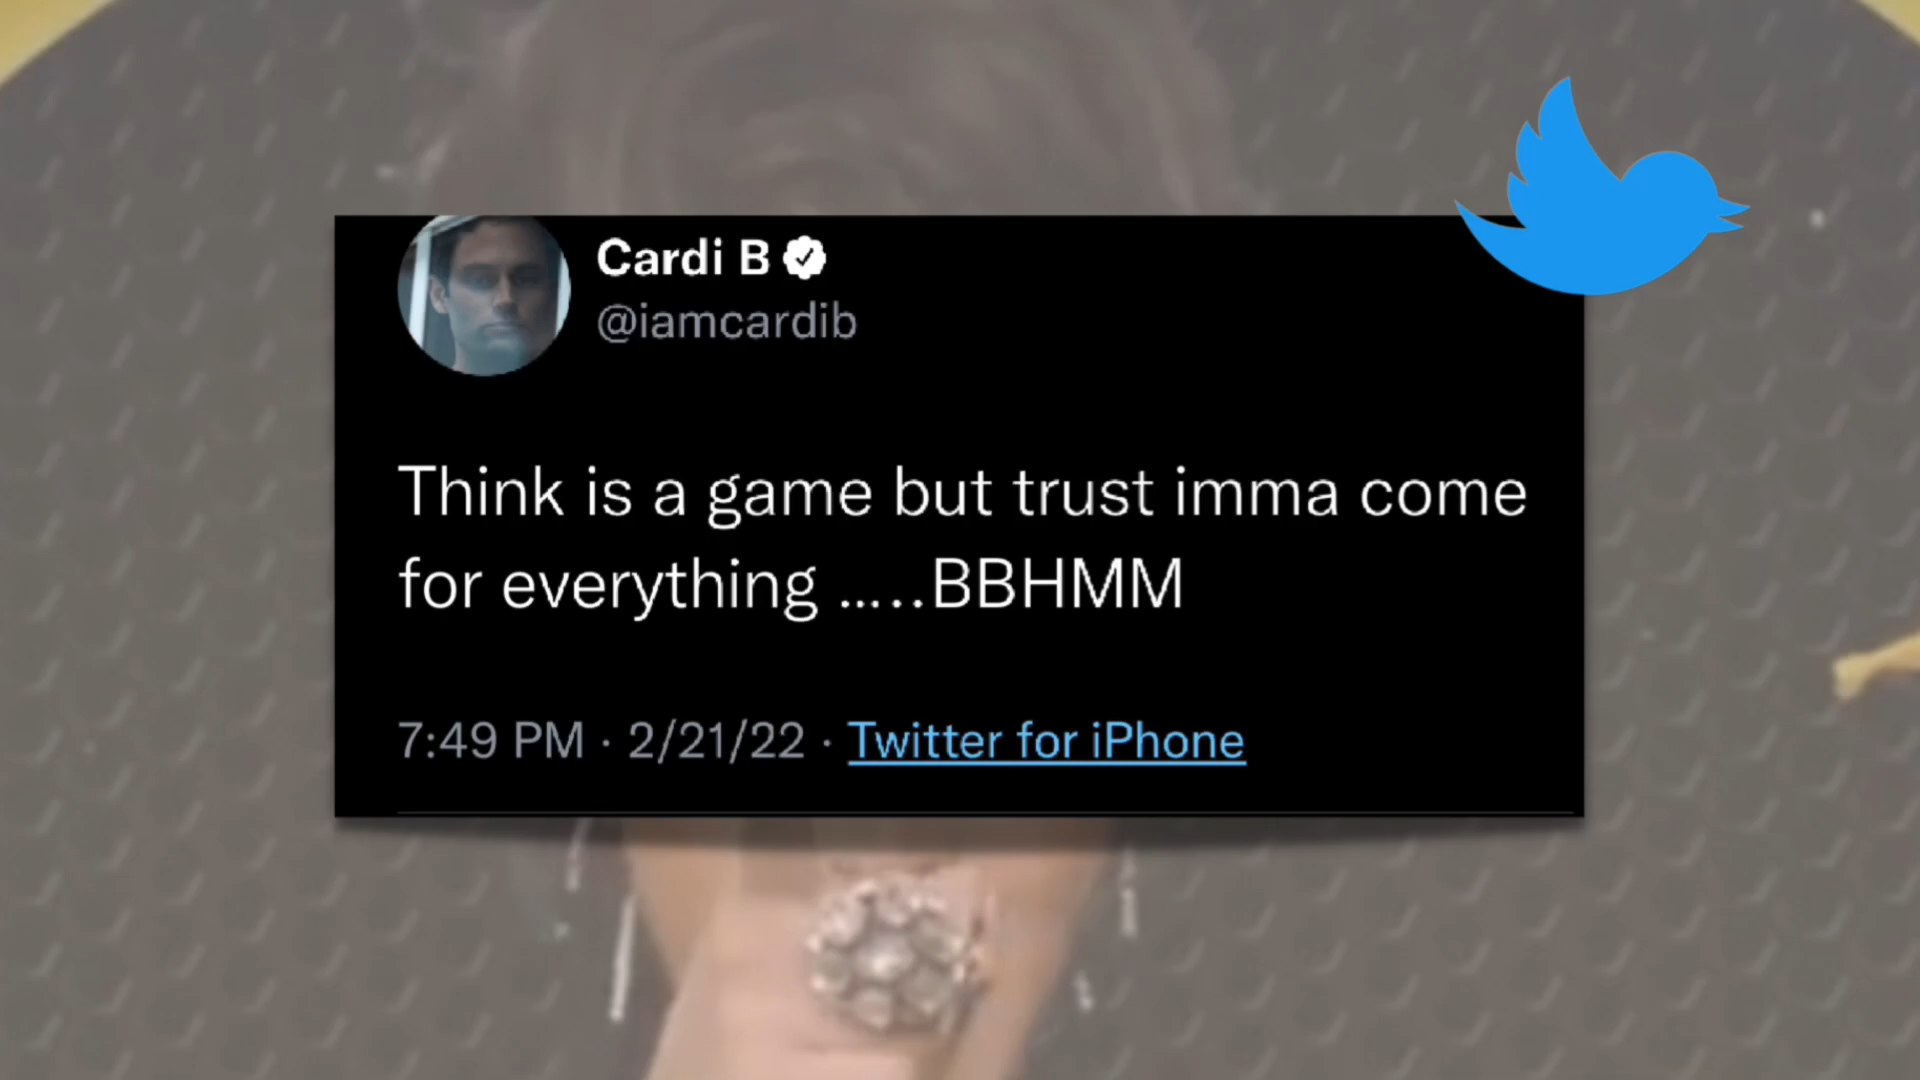 Cardi B
@iamcardib
Think is a game but trust imma come
for everything .....BBHMM
7:49 PM · 2/21/22 · Twitter for iPhone